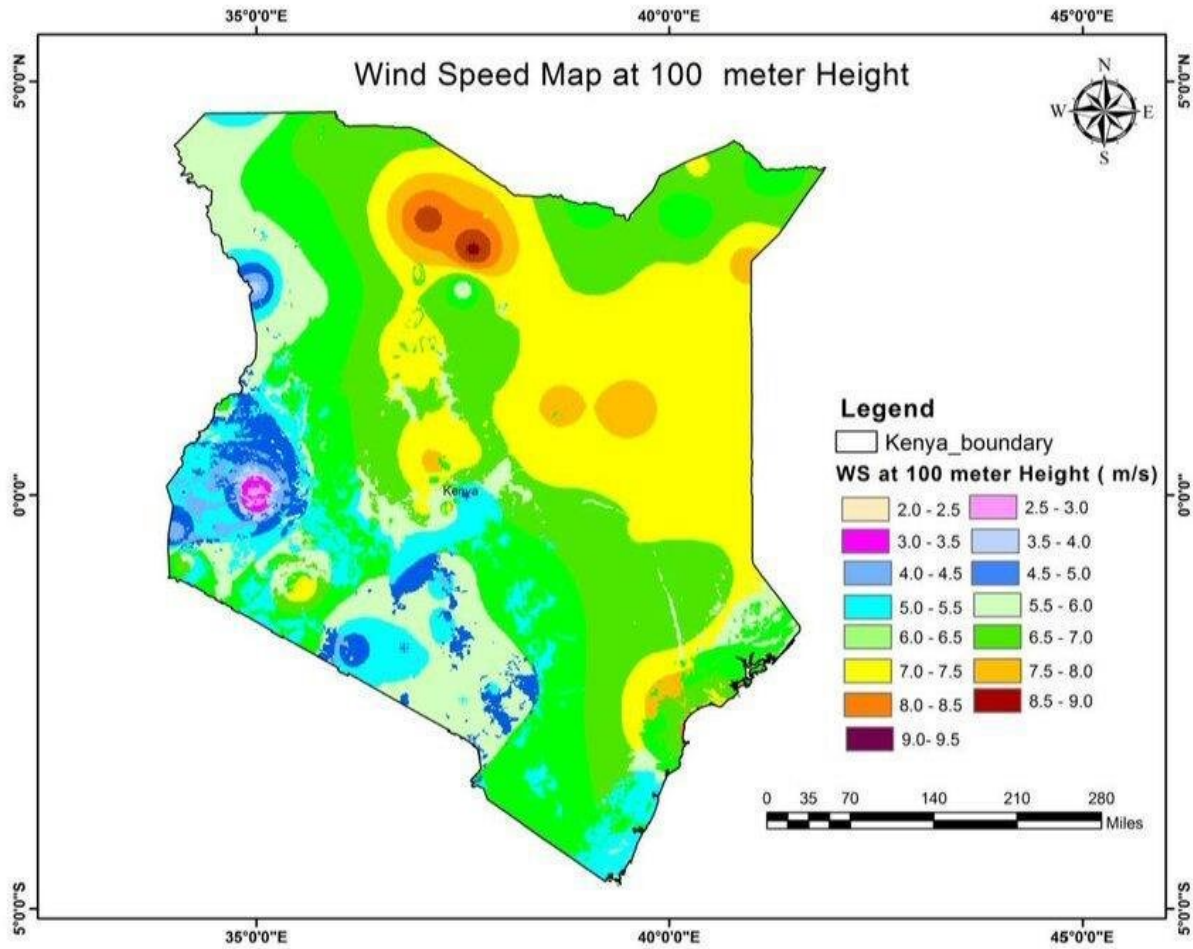 35°0'0"E 40°0'0"E 45°0'0"E
Wind Speed Map at 100 meter Height
N
W E
S
5°0'0"N 5°0'0"N
Legend
Kenya_boundary
WS at 100 meter Height ( m/s)
2.0 - 2.5 2.5 - 3.0
3.0 - 3.5 3.5 - 4.0
4.0 - 4.5 4.5 - 5.0
5.0 - 5.5 5.5 - 6.0
6.0 - 6.5 6.5 - 7.0
7.0 - 7.5 7.5 - 8.0
8.0 - 8.5 8.5 - 9.0
9.0- 9.5
Kenya
0°0'0" 0°0'0"
0 35 70 140 210 280
Miles
5°0'0"S 5°0'0"S
35°0'0"E 40°0'0"E 45°0'0"E